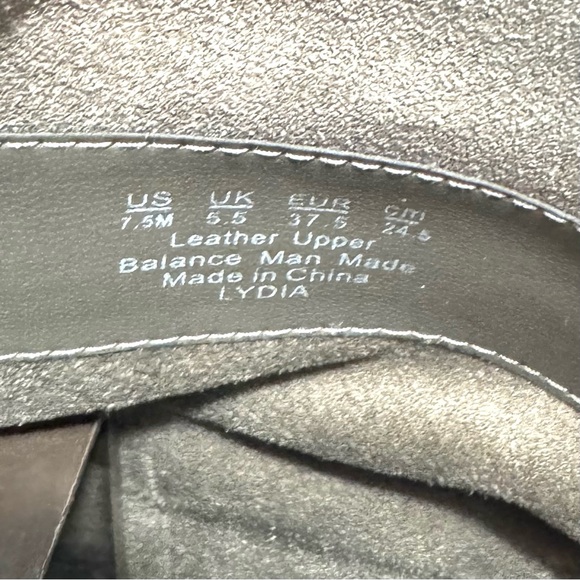 US UK EUR cm
7.5M 5.5 37.5 24.5
Leather Upper
Balance Man Made
Made in China
LYDIA